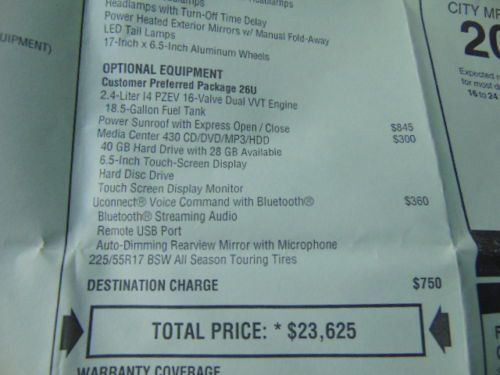 Headlamps with Turn-Off Time Delay
Power Heated Exterior Mirrors w/ Manual Fold-Away
LED Tail Lamps
17-Inch x 6.5-Inch Aluminum Wheels
OPTIONAL EQUIPMENT
Customer Preferred Package 26U
2.4-Liter I4 PZEV 16-Valve Dual VVT Engine
18.5-Gallon Fuel Tank
Power Sunroof with Express Open / Close $845
Media Center 430 CD/DVD/MP3/HDD $300
40 GB Hard Drive with 28 GB Available
6.5-Inch Touch-Screen Display
Hard Disc Drive
Touch Screen Display Monitor
Uconnect® Voice Command with Bluetooth® $360
Bluetooth® Streaming Audio
Remote USB Port
Auto-Dimming Rearview Mirror with Microphone
225/55R17 BSW All Season Touring Tires
DESTINATION CHARGE $750
TOTAL PRICE: * $23,625
WARRANTY COVERAGE
UIPMENT)
CITY
20
Expected
for most
16 to 24